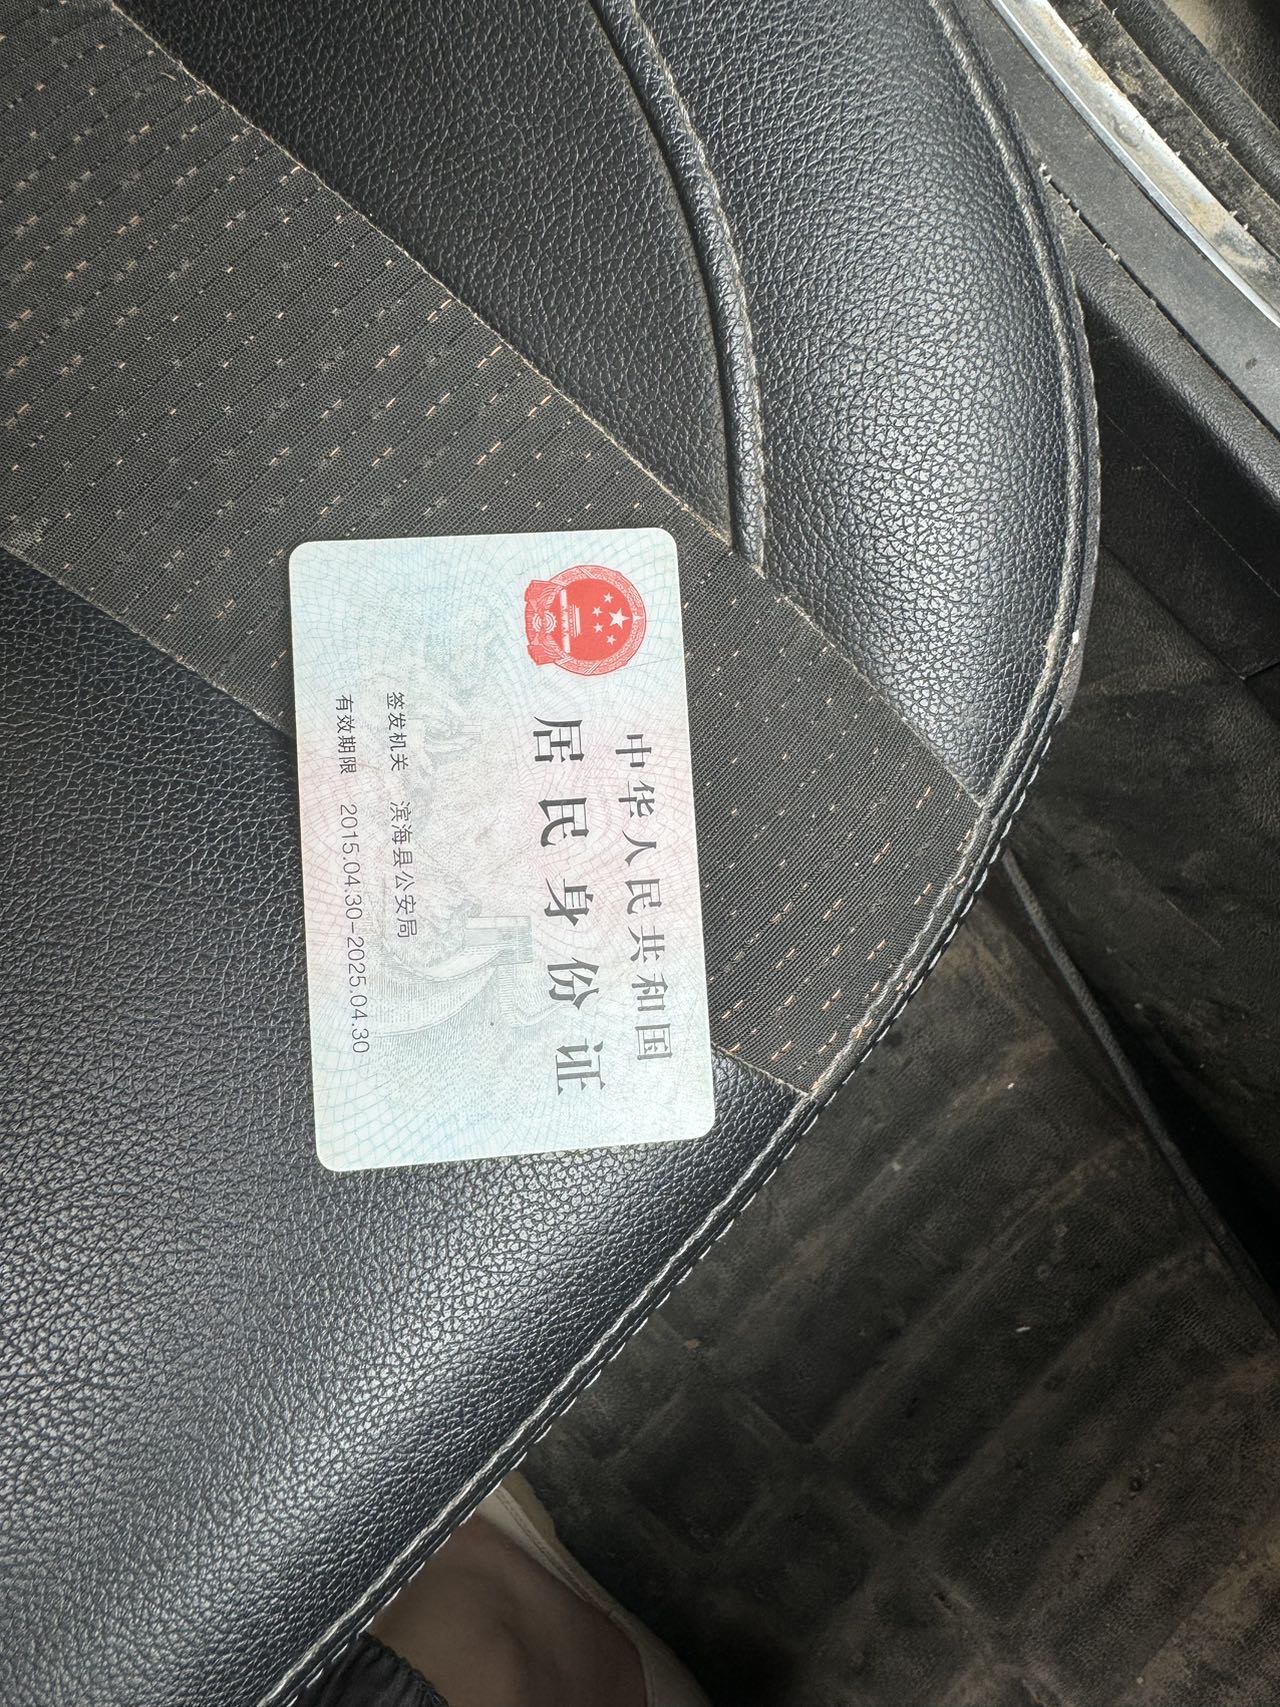 中华人民共和国
居民身份证
签发机关 滨海县公安局
有效期限 2015.04.30-2025.04.30